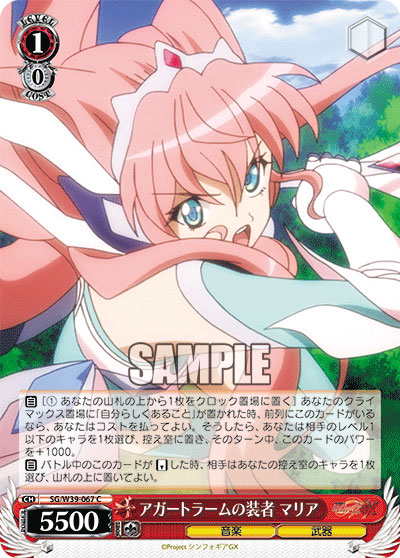 LEVEL
1
0
COST
SAMPLE
自【① あなたの山札の上から1枚をクロック置場に置く】 あなたのクライ
マックス置場に「自分らしくあること」が置かれた時、前列にこのカードがい
るなら、あなたはコストを払ってよい。そうしたら、あなたは相手のレベル1
以下のキャラを1枚選び、控え室に置き、そのターン中、このカードのパワー
を+1000。
自 バトル中のこのカードが【】した時、相手はあなたの控え室のキャラを1
枚選び、山札の上に置いてよい。
CH SG/W39-067 C
5500
アガートラームの装者 マリア
音楽
武器
©Project シンフォギアGX